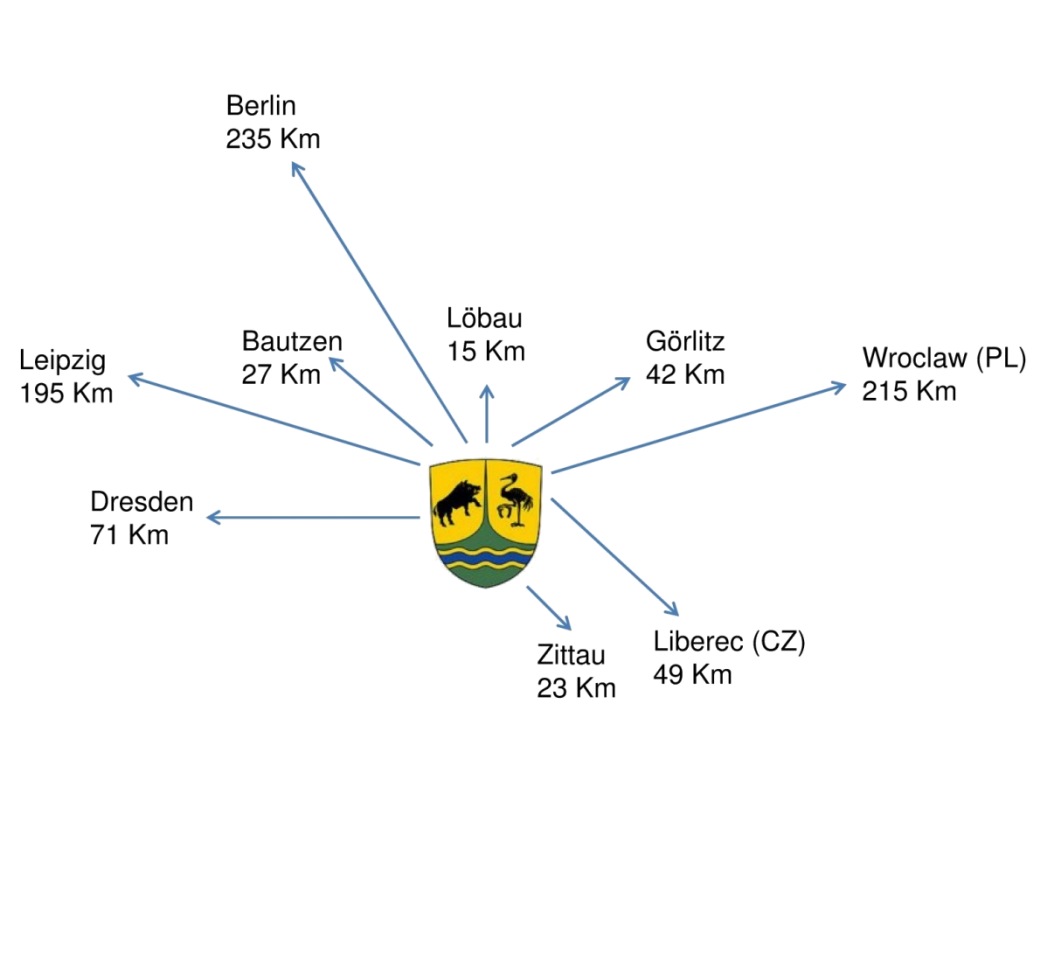 Berlin
235 Km
Löbau
15 Km
Bautzen
27 Km
Görlitz
42 Km
Leipzig
195 Km
Wroclaw (PL)
215 Km
Dresden
71 Km
Zittau
23 Km
Liberec (CZ)
49 Km